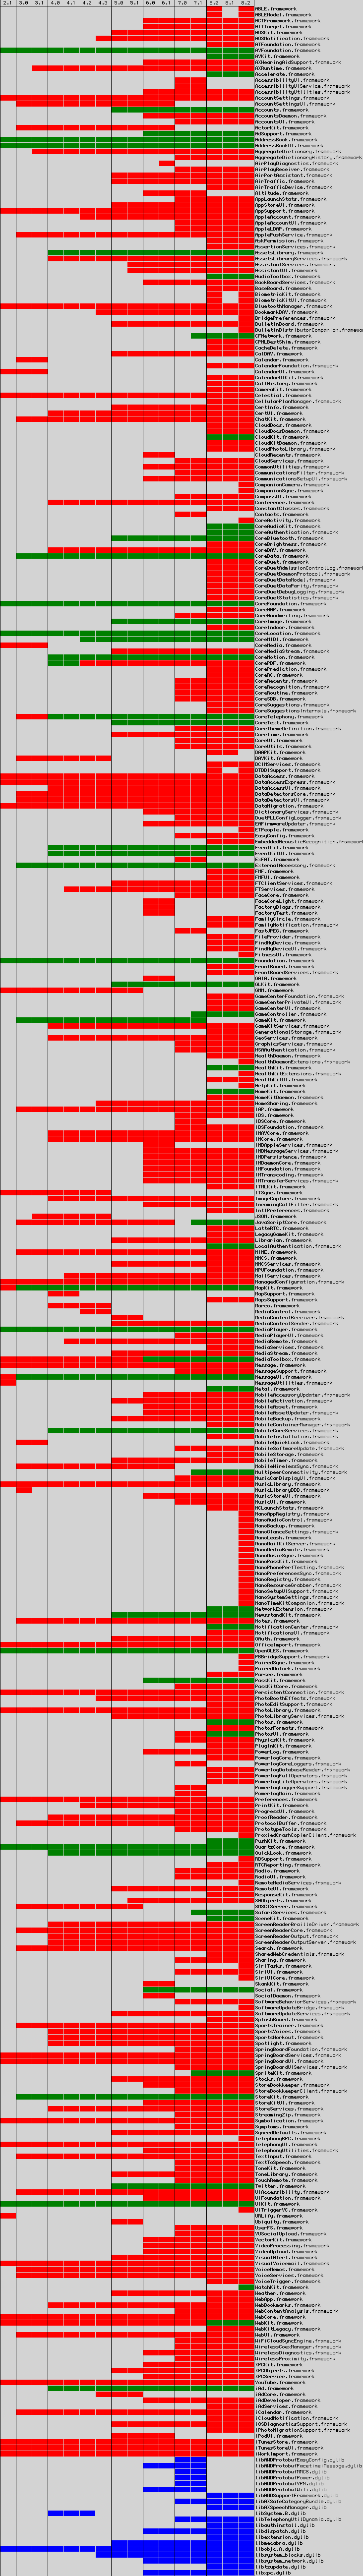 2.1 3.0 3.1 4.0 4.1 4.2 4.3 5.0 5.1 6.0 6.1 7.0 7.1 8.0 8.1 8.2
ABLE.framework
ABLEModel.framework
ACTFramework.framework
AITTarget.framework
AOSKit.framework
AOSNotification.framework
ATFoundation.framework
AVFoundation.framework
AVKit.framework
AXHearingAidSupport.framework
AXRuntime.framework
Accelerate.framework
AccessibilityUI.framework
AccessibilityUIService.framework
AccessibilityUtilities.framework
AccountSettings.framework
AccountSettingsUI.framework
Accounts.framework
AccountsDaemon.framework
AccountsUI.framework
ActorKit.framework
AdSupport.framework
AddressBook.framework
AddressBookUI.framework
AggregateDictionary.framework
AggregateDictionaryHistory.framework
AirPlayDiagnostics.framework
AirPlayReceiver.framework
AirPortAssistant.framework
AirTraffic.framework
AirTrafficDevice.framework
Altitude.framework
AppLaunchStats.framework
AppStoreUI.framework
AppSupport.framework
AppleAccount.framework
AppleAccountUI.framework
AppleLDAP.framework
ApplePushService.framework
AskPermission.framework
AssertionServices.framework
AssetsLibrary.framework
AssetsLibraryServices.framework
AssistantServices.framework
AssistantUI.framework
AudioToolbox.framework
BackBoardServices.framework
BaseBoard.framework
BiometricKit.framework
BiometricKitUI.framework
BluetoothManager.framework
BookmarkDAV.framework
BridgePreferences.framework
BulletinBoard.framework
BulletinDistributorCompanion.framework
CFNetwork.framework
CPMLBestShim.framework
CacheDelete.framework
CalDAV.framework
Calendar.framework
CalendarFoundation.framework
CalendarUI.framework
CalendarUIKit.framework
CallHistory.framework
CameraKit.framework
Celestial.framework
CellularPlanManager.framework
CertInfo.framework
CertUI.framework
ChatKit.framework
CloudDocs.framework
CloudDocsDaemon.framework
CloudKit.framework
CloudKitDaemon.framework
CloudPhotoLibrary.framework
CloudRecents.framework
CloudServices.framework
CommonUtilities.framework
CommunicationsFilter.framework
CommunicationsSetupUI.framework
CompanionCamera.framework
CompanionSync.framework
CompassUI.framework
Conference.framework
ConstantClasses.framework
Contacts.framework
CoreActivity.framework
CoreAudioKit.framework
CoreAuthentication.framework
CoreBluetooth.framework
CoreBrightness.framework
CoreDAV.framework
CoreData.framework
CoreDuet.framework
CoreDuetAdmissionControlLog.framework
CoreDuetDaemonProtocol.framework
CoreDuetDataModel.framework
CoreDuetDataParity.framework
CoreDuetDebugLogging.framework
CoreDuetStatistics.framework
CoreFoundation.framework
CoreHAP.framework
CoreHandwriting.framework
CoreImage.framework
CoreIndoor.framework
CoreLocation.framework
CoreMIDI.framework
CoreMedia.framework
CoreMediaStream.framework
CoreMotion.framework
CorePDF.framework
CorePrediction.framework
CoreRC.framework
CoreRecents.framework
CoreRecognition.framework
CoreRoutine.framework
CoreSDB.framework
CoreSuggestions.framework
CoreSuggestionsInternals.framework
CoreTelephony.framework
CoreText.framework
CoreThemeDefinition.framework
CoreTime.framework
CoreUI.framework
CoreUtils.framework
DAAPKit.framework
DAVKit.framework
DCIMServices.framework
DTDDISupport.framework
DataAccess.framework
DataAccessExpress.framework
DataAccessUI.framework
DataDetectorsCore.framework
DataDetectorsUI.framework
DataMigration.framework
DictionaryServices.framework
DuetPLLConfigLogger.framework
EAFirmwareUpdater.framework
ETPeople.framework
EasyConfig.framework
EmbeddedAcousticRecognition.framework
EventKit.framework
EventKitUI.framework
ExFAT.framework
ExternalAccessory.framework
FMF.framework
FMFUI.framework
FTClientServices.framework
FTServices.framework
FaceCore.framework
FaceCoreLight.framework
FactoryDiags.framework
FactoryTest.framework
FamilyCircle.framework
FamilyNotification.framework
FastJPEG.framework
FileProvider.framework
FindMyDevice.framework
FindMyDeviceUI.framework
FitnessUI.framework
Foundation.framework
FrontBoard.framework
FrontBoardServices.framework
GAIA.framework
GLKit.framework
GMM.framework
GameCenterFoundation.framework
GameCenterPrivateUI.framework
GameCenterUI.framework
GameController.framework
GameKit.framework
GameKitServices.framework
GenerationalStorage.framework
GeoServices.framework
GraphicsServices.framework
HSAAuthentication.framework
HealthDaemon.framework
HealthDaemonExtensions.framework
HealthKit.framework
HealthKitExtensions.framework
HealthKitUI.framework
HelpKit.framework
HomeKit.framework
HomeKitDaemon.framework
HomeSharing.framework
IAP.framework
IDS.framework
IDSCore.framework
IDSFoundation.framework
IMAVCore.framework
IMCore.framework
IMDAppleServices.framework
IMDMessageServices.framework
IMDPersistence.framework
IMDaemonCore.framework
IMFoundation.framework
IMTranscoding.framework
IMTransferServices.framework
ITMLKit.framework
ITSync.framework
ImageCapture.framework
IncomingCallFilter.framework
IntlPreferences.framework
JSON.framework
JavaScriptCore.framework
LatteRTC.framework
LegacyGameKit.framework
Librarian.framework
LocalAuthentication.framework
MIME.framework
MMCS.framework
MMCSServices.framework
MPUFoundation.framework
MailServices.framework
ManagedConfiguration.framework
MapKit.framework
MapSupport.framework
MapsSupport.framework
Marco.framework
MediaControl.framework
MediaControlReceiver.framework
MediaControlSender.framework
MediaPlayer.framework
MediaPlayerUI.framework
MediaRemote.framework
MediaServices.framework
MediaStream.framework
MediaToolbox.framework
Message.framework
MessageSupport.framework
MessageUI.framework
MessageUtilities.framework
Metal.framework
MobileAccessoryUpdater.framework
MobileActivation.framework
MobileAsset.framework
MobileAssetUpdater.framework
MobileBackup.framework
MobileContainerManager.framework
MobileCoreServices.framework
MobileInstallation.framework
MobileQuickLook.framework
MobileSoftwareUpdate.framework
MobileStorage.framework
MobileTimer.framework
MobileWirelessSync.framework
MultipeerConnectivity.framework
MusicCarDisplayUI.framework
MusicLibrary.framework
MusicLibraryDDB.framework
MusicStoreUI.framework
MusicUI.framework
NCLaunchStats.framework
NanoAppRegistry.framework
NanoAudioControl.framework
NanoBackup.framework
NanoGlanceSettings.framework
NanoLeash.framework
NanoMailKitServer.framework
NanoMediaRemote.framework
NanoMusicSync.framework
NanoPassKit.framework
NanoPhonePerfTesting.framework
NanoPreferencesSync.framework
NanoRegistry.framework
NanoResourceGrabber.framework
NanoSetupUISupport.framework
NanoSystemSettings.framework
NanoTimeKitCompanion.framework
NetworkExtension.framework
NewsstandKit.framework
Notes.framework
NotificationCenter.framework
NotificationsUI.framework
OAuth.framework
OfficeImport.framework
OpenGLES.framework
PBBridgeSupport.framework
PairedSync.framework
PairedUnlock.framework
Parsec.framework
PassKit.framework
PassKitCore.framework
PersistentConnection.framework
PhotoBoothEffects.framework
PhotoEditSupport.framework
PhotoLibrary.framework
PhotoLibraryServices.framework
Photos.framework
PhotosFormats.framework
PhotosUI.framework
PhysicsKit.framework
PluginKit.framework
PowerLog.framework
PowerlogCore.framework
PowerlogCoreLoggers.framework
PowerlogDatabaseReader.framework
PowerlogFullOperators.framework
PowerlogLiteOperators.framework
PowerlogLoggerSupport.framework
PowerlogMain.framework
Preferences.framework
PrintKit.framework
ProgressUI.framework
ProofReader.framework
ProtocolBuffer.framework
PrototypeTools.framework
ProxiedCrashCopierClient.framework
PushKit.framework
QuartzCore.framework
QuickLook.framework
RDSupport.framework
RTCReporting.framework
Radio.framework
RadioUI.framework
RemoteMediaServices.framework
RemoteUI.framework
ResponseKit.framework
SAObjects.framework
SMSCTServer.framework
SafariServices.framework
SceneKit.framework
ScreenReaderBrailleDriver.framework
ScreenReaderCore.framework
ScreenReaderOutput.framework
ScreenReaderOutputServer.framework
Search.framework
SharedWebCredentials.framework
Sharing.framework
SiriTasks.framework
SiriUI.framework
SiriUICore.framework
SkankKit.framework
Social.framework
SocialDaemon.framework
SoftwareBehaviorServices.framework
SoftwareUpdateBridge.framework
SoftwareUpdateServices.framework
SplashBoard.framework
SportsTrainer.framework
SportsVoices.framework
SportsWorkout.framework
Spotlight.framework
SpringBoardFoundation.framework
SpringBoardServices.framework
SpringBoardUI.framework
SpringBoardUIServices.framework
SpriteKit.framework
Stocks.framework
StoreBookkeeper.framework
StoreBookkeeperClient.framework
StoreKit.framework
StoreKitUI.framework
StoreServices.framework
StreamingZip.framework
Symbolication.framework
Symptoms.framework
SyncedDefaults.framework
TelephonyRPC.framework
TelephonyUI.framework
TelephonyUtilities.framework
TextInput.framework
TextToSpeech.framework
ToneKit.framework
ToneLibrary.framework
TouchRemote.framework
Twitter.framework
UIAccessibility.framework
UIFoundation.framework
UIKit.framework
UITriggerVC.framework
URLify.framework
Ubiquity.framework
UserFS.framework
VUSocialUpload.framework
VectorKit.framework
VideoProcessing.framework
VideoUpload.framework
VisualAlert.framework
VisualVoicemail.framework
VoiceMemos.framework
VoiceServices.framework
VoiceTrigger.framework
WatchKit.framework
Weather.framework
WebApp.framework
WebBookmarks.framework
WebContentAnalysis.framework
WebCore.framework
WebKit.framework
WebKitLegacy.framework
WebUI.framework
WiFiCloudSyncEngine.framework
WirelessCoexManager.framework
WirelessDiagnostics.framework
WirelessProximity.framework
XPCKit.framework
XPCObjects.framework
XPCService.framework
YouTube.framework
iAd.framework
iAdCore.framework
iAdDeveloper.framework
iAdServices.framework
iCalendar.framework
iCloudNotification.framework
iOSDiagnosticsSupport.framework
iPhotoMigrationSupport.framework
iPodUI.framework
iTunesStore.framework
iTunesStoreUI.framework
iWorkImport.framework
libAWDProtobufEasyConfig.dylib
libAWDProtobufFacetimeiMessage.dylib
libAWDProtobufMMCS.dylib
libAWDProtobufPower.dylib
libAWDProtobufVPN.dylib
libAWDProtobufWifi.dylib
libAWDSupportFramework.dylib
libAXSafeCategoryBundle.dylib
libAXSpeechManager.dylib
libSystem.B.dylib
libTelephonyUtilDynamic.dylib
libauthinstall.dylib
libdispatch.dylib
libextension.dylib
libmecabra.dylib
libobjc.A.dylib
libsystem_blocks.dylib
libsystem_network.dylib
libtzupdate.dylib
libxpc.dylib